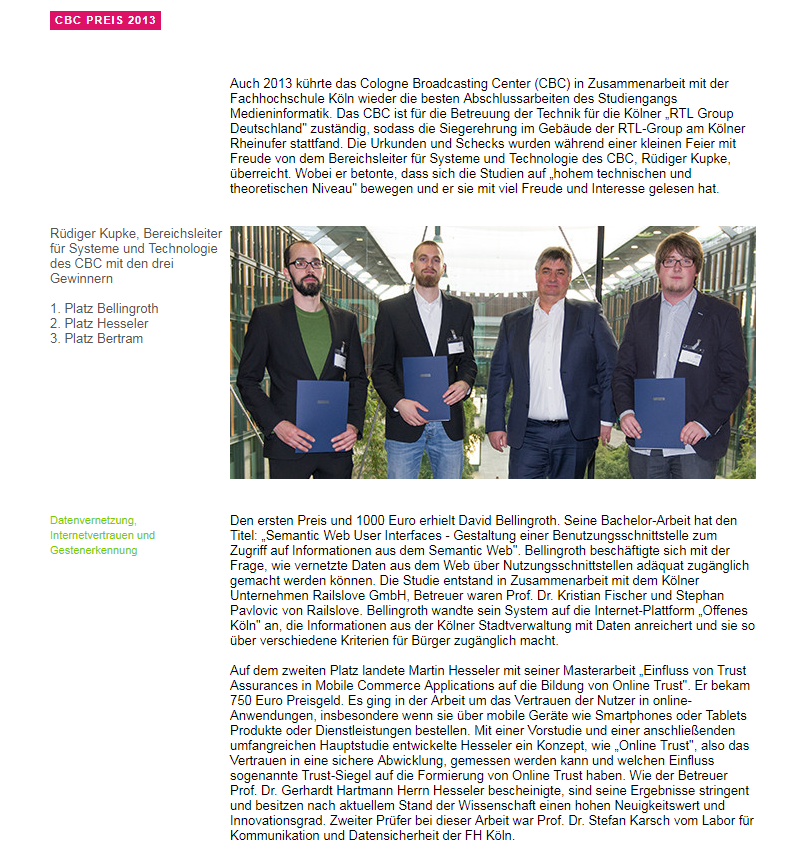 CBC PREIS 2013
Auch 2013 kührte das Cologne Broadcasting Center (CBC) in Zusammenarbeit mit der
Fachhochschule Köln wieder die besten Abschlussarbeiten des Studiengangs
Medieninformatik. Das CBC ist für die Betreuung der Technik für die Kölner „RTL Group
Deutschland" zuständig, sodass die Siegerehrung im Gebäude der RTL-Group am Kölner
Rheinufer stattfand. Die Urkunden und Schecks wurden während einer kleinen Feier mit
Freude von dem Bereichsleiter für Systeme und Technologie des CBC, Rüdiger Kupke,
überreicht. Wobei er betonte, dass sich die Studien auf „hohem technischen und
theoretischen Niveau" bewegen und er sie mit viel Freude und Interesse gelesen hat.
Rüdiger Kupke, Bereichsleiter
für Systeme und Technologie
des CBC mit den drei
Gewinnern
1. Platz Bellingroth
2. Platz Hesseler
3. Platz Bertram
Datenvernetzung,
Internetvertrauen und
Gestenerkennung
Den ersten Preis und 1000 Euro erhielt David Bellingroth. Seine Bachelor-Arbeit hat den
Titel: „Semantic Web User Interfaces - Gestaltung einer Benutzungsschnittstelle zum
Zugriff auf Informationen aus dem Semantic Web". Bellingroth beschäftigte sich mit der
Frage, wie vernetzte Daten aus dem Web über Nutzungsschnittstellen adäquat zugänglich
gemacht werden können. Die Studie entstand in Zusammenarbeit mit dem Kölner
Unternehmen Railslove GmbH, Betreuer waren Prof. Dr. Kristian Fischer und Stephan
Pavlovic von Railslove. Bellingroth wandte sein System auf die Internet-Plattform „Offenes
Köln" an, die Informationen aus der Kölner Stadtverwaltung mit Daten anreichert und sie so
über verschiedene Kriterien für Bürger zugänglich macht.
Auf dem zweiten Platz landete Martin Hesseler mit seiner Masterarbeit „Einfluss von Trust
Assurances in Mobile Commerce Applications auf die Bildung von Online Trust". Er bekam
750 Euro Preisgeld. Es ging in der Arbeit um das Vertrauen der Nutzer in online-
Anwendungen, insbesondere wenn sie über mobile Geräte wie Smartphones oder Tablets
Produkte oder Dienstleistungen bestellen. Mit einer Vorstudie und einer anschließenden
umfangreichen Hauptstudie entwickelte Hesseler ein Konzept, wie „Online Trust", also das
Vertrauen in eine sichere Abwicklung, gemessen werden kann und welchen Einfluss
sogenannte Trust-Siegel auf die Formierung von Online Trust haben. Wie der Betreuer
Prof. Dr. Gerhardt Hartmann Herrn Hesseler bescheinigte, sind seine Ergebnisse stringent
und besitzen nach aktuellem Stand der Wissenschaft einen hohen Neuigkeitswert und
Innovationsgrad. Zweiter Prüfer bei dieser Arbeit war Prof. Dr. Stefan Karsch vom Labor für
Kommunikation und Datensicherheit der FH Köln.